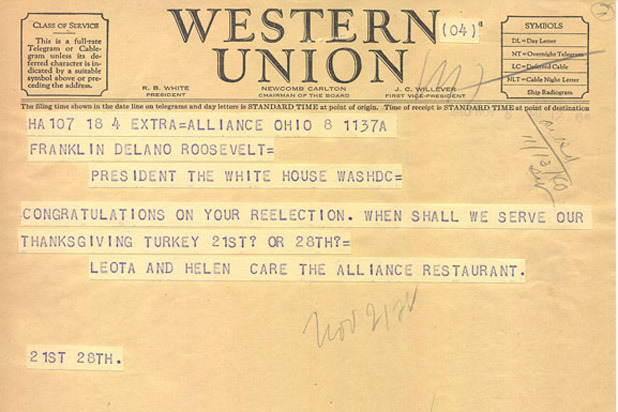 CLASS OF SERVICE
This is a full-rate
Telegram or Cable-
gram unless its de-
ferred character is in-
dicated by a suitable
symbol above or pre-
ceding the address.
WESTERN
UNION
(04)
R. B. WHITE
PRESIDENT
NEWCOMB CARLTON
CHAIRMAN OF THE BOARD
J. C. WILLEVER
FIRST VICE-PRESIDENT
SYMBOLS
DL=Day Letter
NT=Overnight Telegram
LC=Deferred Cable
NLT=Cable Night Letter
Ship Radiogram
The filing time shown in the date line on telegrams and day letters is STANDARD TIME at point of origin. Time of receipt is STANDARD TIME at point of destination
HA107 18 4 EXTRA=ALLIANCE OHIO 8 1137A
FRANKLIN DELANO ROOSEVELT=
PRESIDENT THE WHITE HOUSE WASHDC=
CONGRATULATIONS ON YOUR REELECTION. WHEN SHALL WE SERVE OUR
THANKSGIVING TURKEY 21ST? OR 28TH?=
LEOTA AND HELEN CARE THE ALLIANCE RESTAURANT.
21ST 28TH.
11/13/40